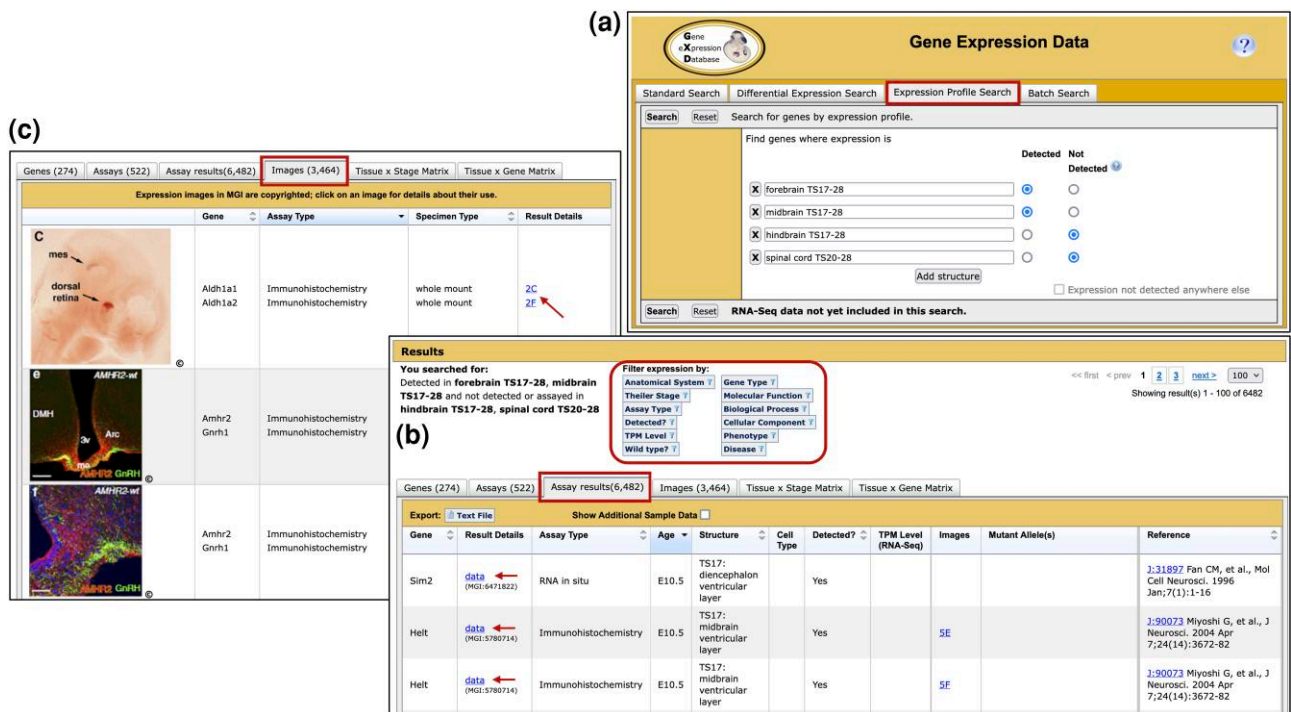 (a)
Gene
eXpression
Database
Gene Expression Data
?
Standard Search Differential Expression Search Expression Profile Search Batch Search
Search Reset Search for genes by expression profile.
Find genes where expression is
Detected Not
Detected ?
X forebrain TS17-28
X midbrain TS17-28
X hindbrain TS17-28
X spinal cord TS20-28
Add structure
Expression not detected anywhere else
Search Reset RNA-Seq data not yet included in this search.
(c)
Genes (274) Assays (522) Assay results(6,482) Images (3,464) Tissue x Stage Matrix Tissue x Gene Matrix
Expression images in MGI are copyrighted; click on an image for details about their use.
Gene Assay Type Specimen Type Result Details
C
mes
dorsal
retina
©
Aldh1a1 Immunohistochemistry whole mount 2C
Aldh1a2 Immunohistochemistry whole mount 2F
e AMHR2-wt
DMH
3v Arc
me
AMHR2 GnRH ©
Amhr2 Immunohistochemistry
Gnrh1 Immunohistochemistry
f AMHR2-wt
AMHR2 GnRH ©
Amhr2 Immunohistochemistry
Gnrh1 Immunohistochemistry
Results
You searched for:
Detected in forebrain TS17-28, midbrain
TS17-28 and not detected or assayed in
hindbrain TS17-28, spinal cord TS20-28
(b)
Filter expression by:
Anatomical System Gene Type
Theiler Stage Molecular Function
Assay Type Biological Process
Detected? Cellular Component
TPM Level Phenotype
Wild type? Disease
<< first < prev 1 2 3 next > 100
Showing result(s) 1 - 100 of 6482
Genes (274) Assays (522) Assay results(6,482) Images (3,464) Tissue x Stage Matrix Tissue x Gene Matrix
Export: Text File Show Additional Sample Data
Gene Result Details Assay Type Age Structure Cell Type Detected? TPM Level (RNA-Seq) Images Mutant Allele(s) Reference
Sim2 data (MGI:6471822) RNA in situ E10.5 TS17: diencephalon ventricular layer Yes J:31897 Fan CM, et al., Mol Cell Neurosci. 1996 Jan;7(1):1-16
Helt data (MGI:5780714) Immunohistochemistry E10.5 TS17: midbrain ventricular layer Yes 5E J:90073 Miyoshi G, et al., J Neurosci. 2004 Apr 7;24(14):3672-82
Helt data (MGI:5780714) Immunohistochemistry E10.5 TS17: midbrain ventricular layer Yes 5F J:90073 Miyoshi G, et al., J Neurosci. 2004 Apr 7;24(14):3672-82